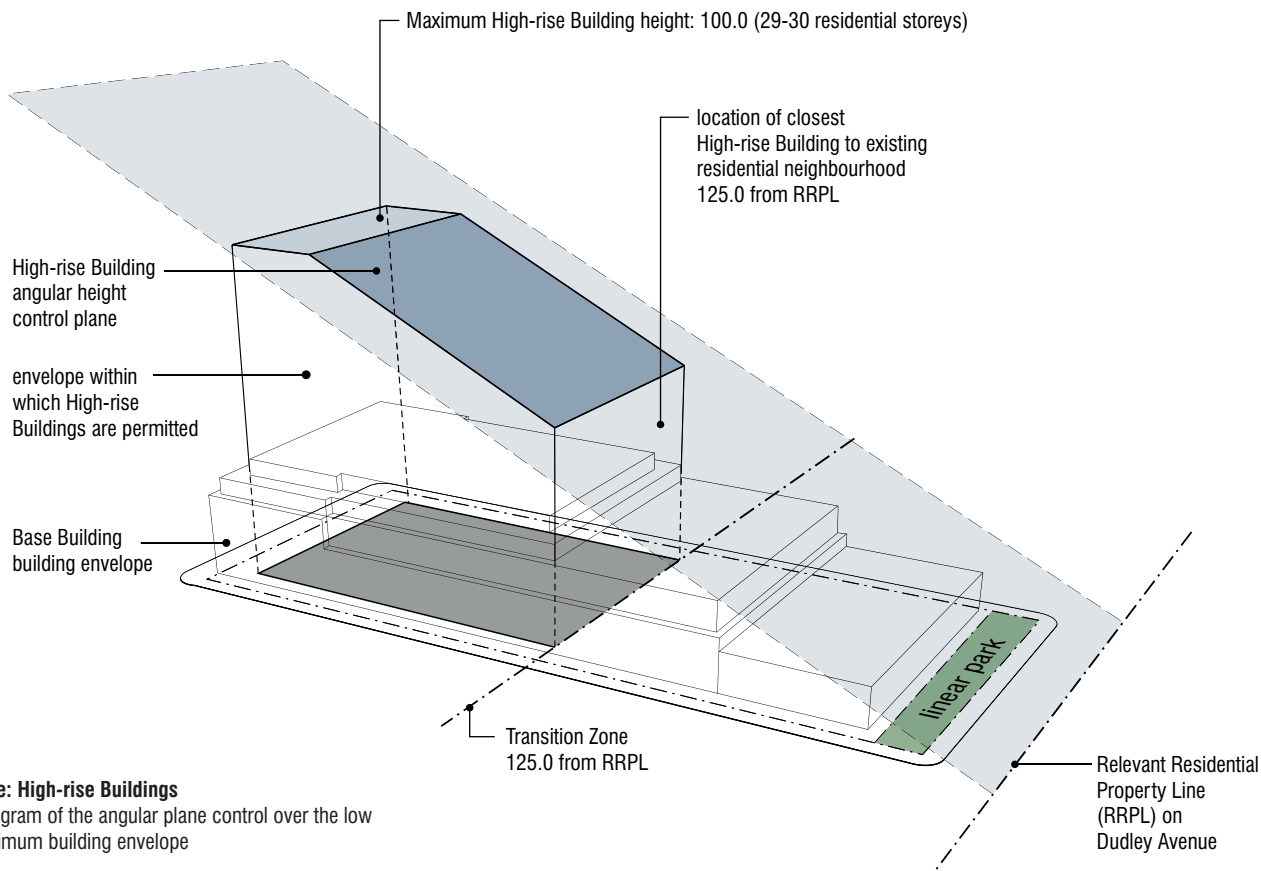 Maximum High-rise Building height: 100.0 (29-30 residential storeys)
location of closest
High-rise Building to existing
residential neighbourhood
125.0 from RRPL
High-rise Building
angular height
control plane
envelope within
which High-rise
Buildings are permitted
Base Building
building envelope
linear park
Transition Zone
125.0 from RRPL
Relevant Residential
Property Line
(RRPL) on
Dudley Avenue
e: High-rise Buildings
gram of the angular plane control over the low
imum building envelope